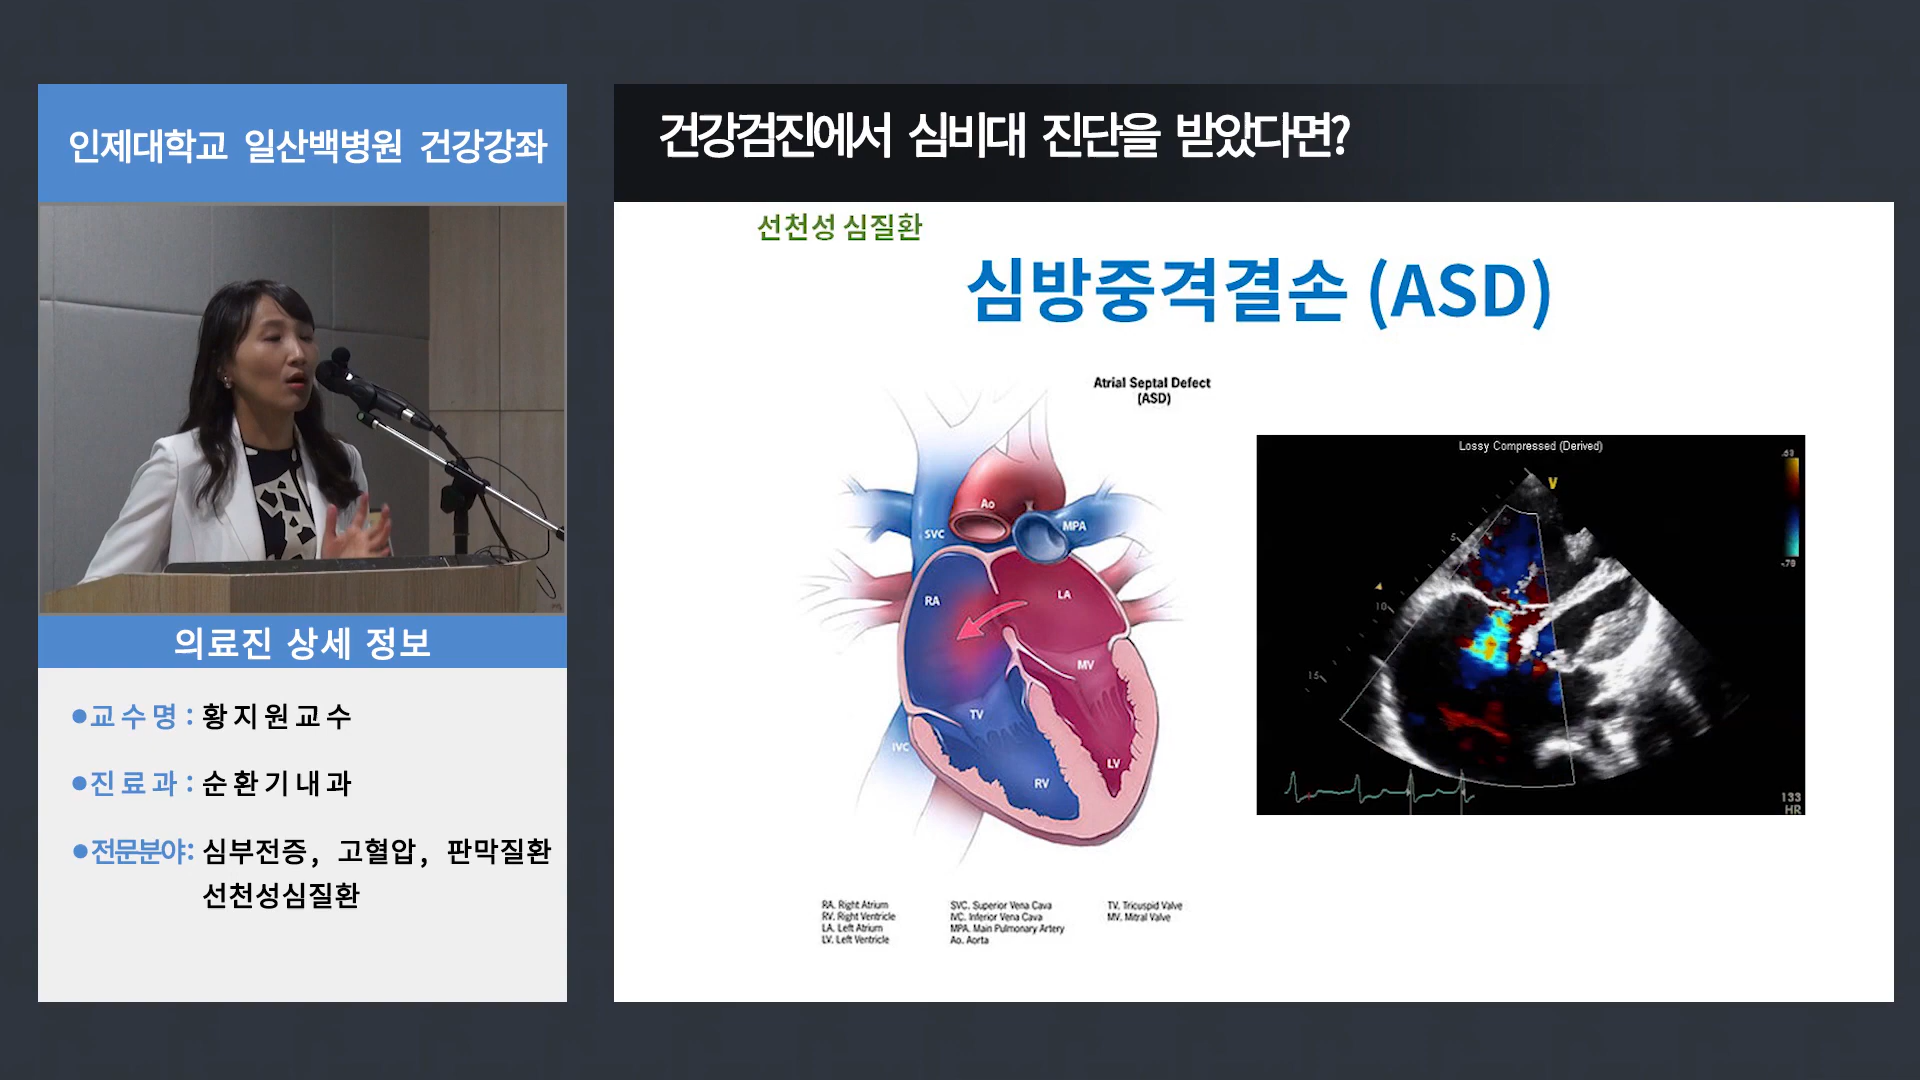 인제대학교 일산백병원 건강강좌
의료진 상세 정보
●교수명 : 황지원교수
●진료과 : 순환기내과
●전문분야: 심부전증, 고혈압, 판막질환
선천성심질환
건강검진에서 심비대 진단을 받았다면?
선천성 심질환
심방중격결손 (ASD)
Atrial Septal Defect
(ASD)
Ao
MPA
SVC
RA
LA
MV
TV
IVC
LV
RV
RA. Right Atrium
RV. Right Ventricle
LA. Left Atrium
LV. Left Ventricle
SVC. Superior Vena Cava
IVC. Inferior Vena Cava
MPA. Main Pulmonary Artery
Ao. Aorta
TV. Tricuspid Valve
MV. Mitral Valve
Lossy Compressed (Derived)
V
.63
-.79
5
10
15
133
HR